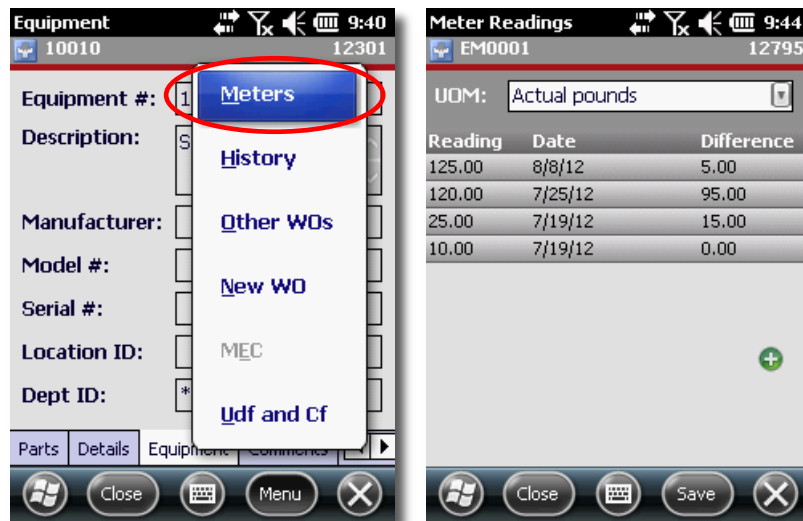 Equipment 9:40
10010 12301
Equipment #: 1
Description: S
Manufacturer:
Model #:
Serial #:
Location ID:
Dept ID: *
Meters
History
Other WOs
New WO
MEC
Udf and Cf
Parts Details Equipment Comments
Close Menu
Meter Readings 9:44
EM0001 12795
UOM: Actual pounds
Reading Date Difference
125.00 8/8/12 5.00
120.00 7/25/12 95.00
25.00 7/19/12 15.00
10.00 7/19/12 0.00
Close Save